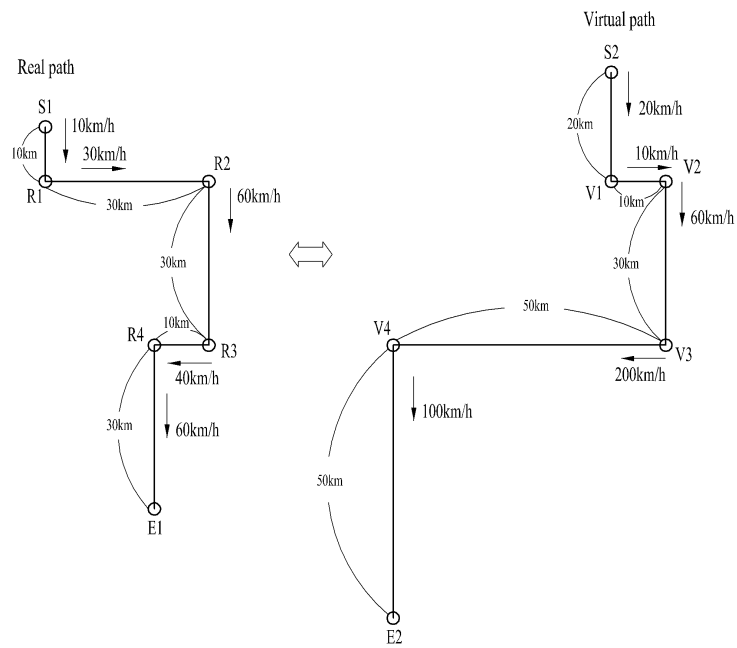 Real path
S1
10km/h
10km
30km/h
R1
30km
R2
60km/h
30km
R4
10km
R3
40km/h
30km
60km/h
E1
Virtual path
S2
20km/h
20km
10km/h
V1
10km
V2
60km/h
30km
50km
V4
V3
200km/h
100km/h
50km
E2